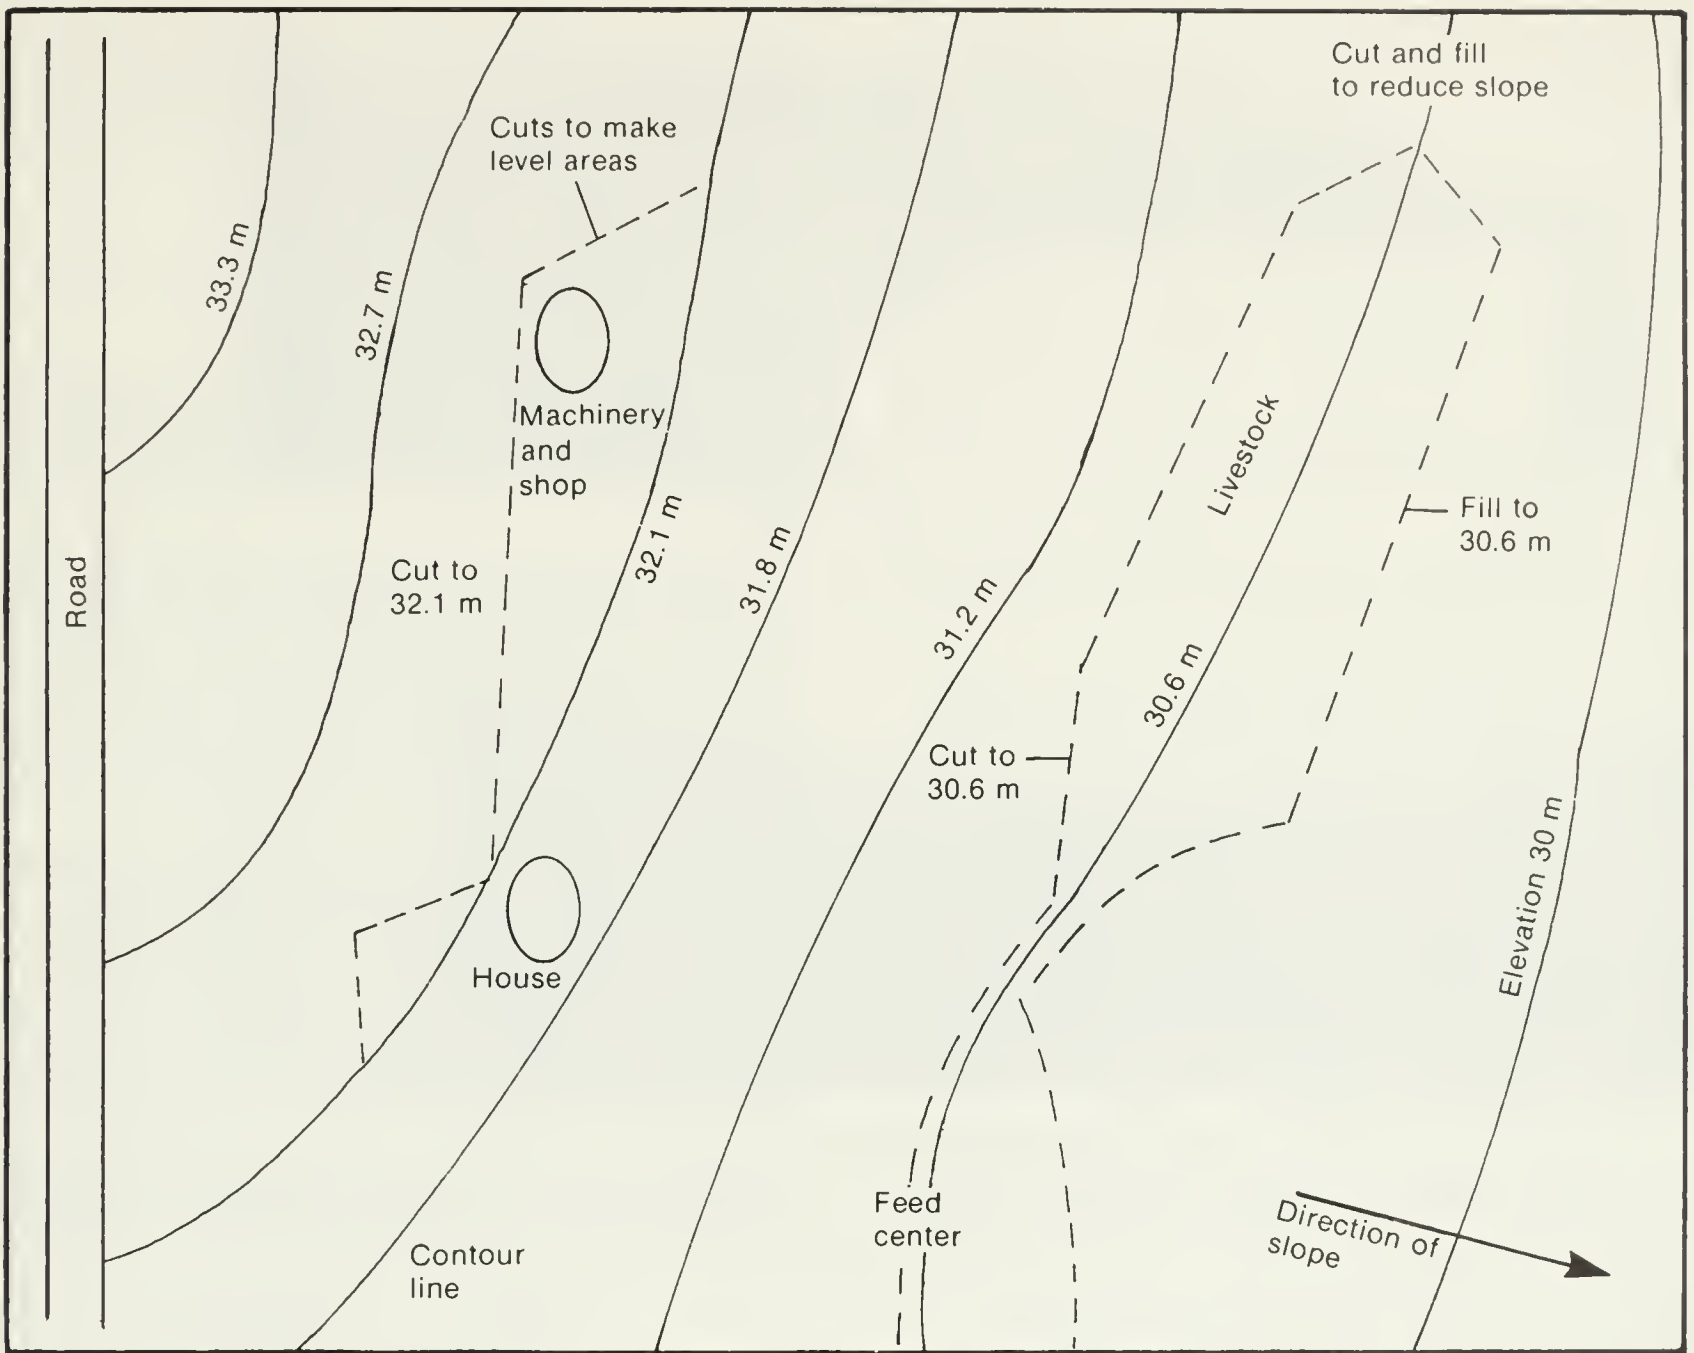 Cut and fill
to reduce slope
Cuts to make
level areas
33.3 m
32.7 m
Machinery
and
shop
Livestock
32.1 m
31.8 m
Fill to
30.6 m
Road
Cut to
32.1 m
31.2 m
30.6 m
Cut to
30.6 m
Elevation 30 m
House
Feed
center
Direction of
slope
Contour
line